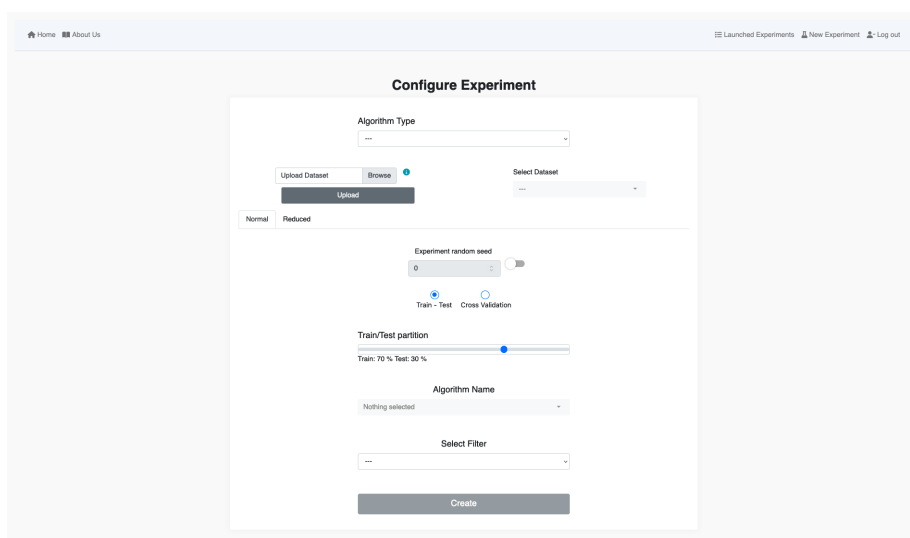 Home About Us Launched Experiments New Experiment Log out
Configure Experiment
Algorithm Type
---
Upload Dataset Browse
Select Dataset
---
Upload
Normal Reduced
Experiment random seed
0
Train - Test Cross Validation
Train/Test partition
Train: 70 % Test: 30 %
Algorithm Name
Nothing selected
Select Filter
---
Create